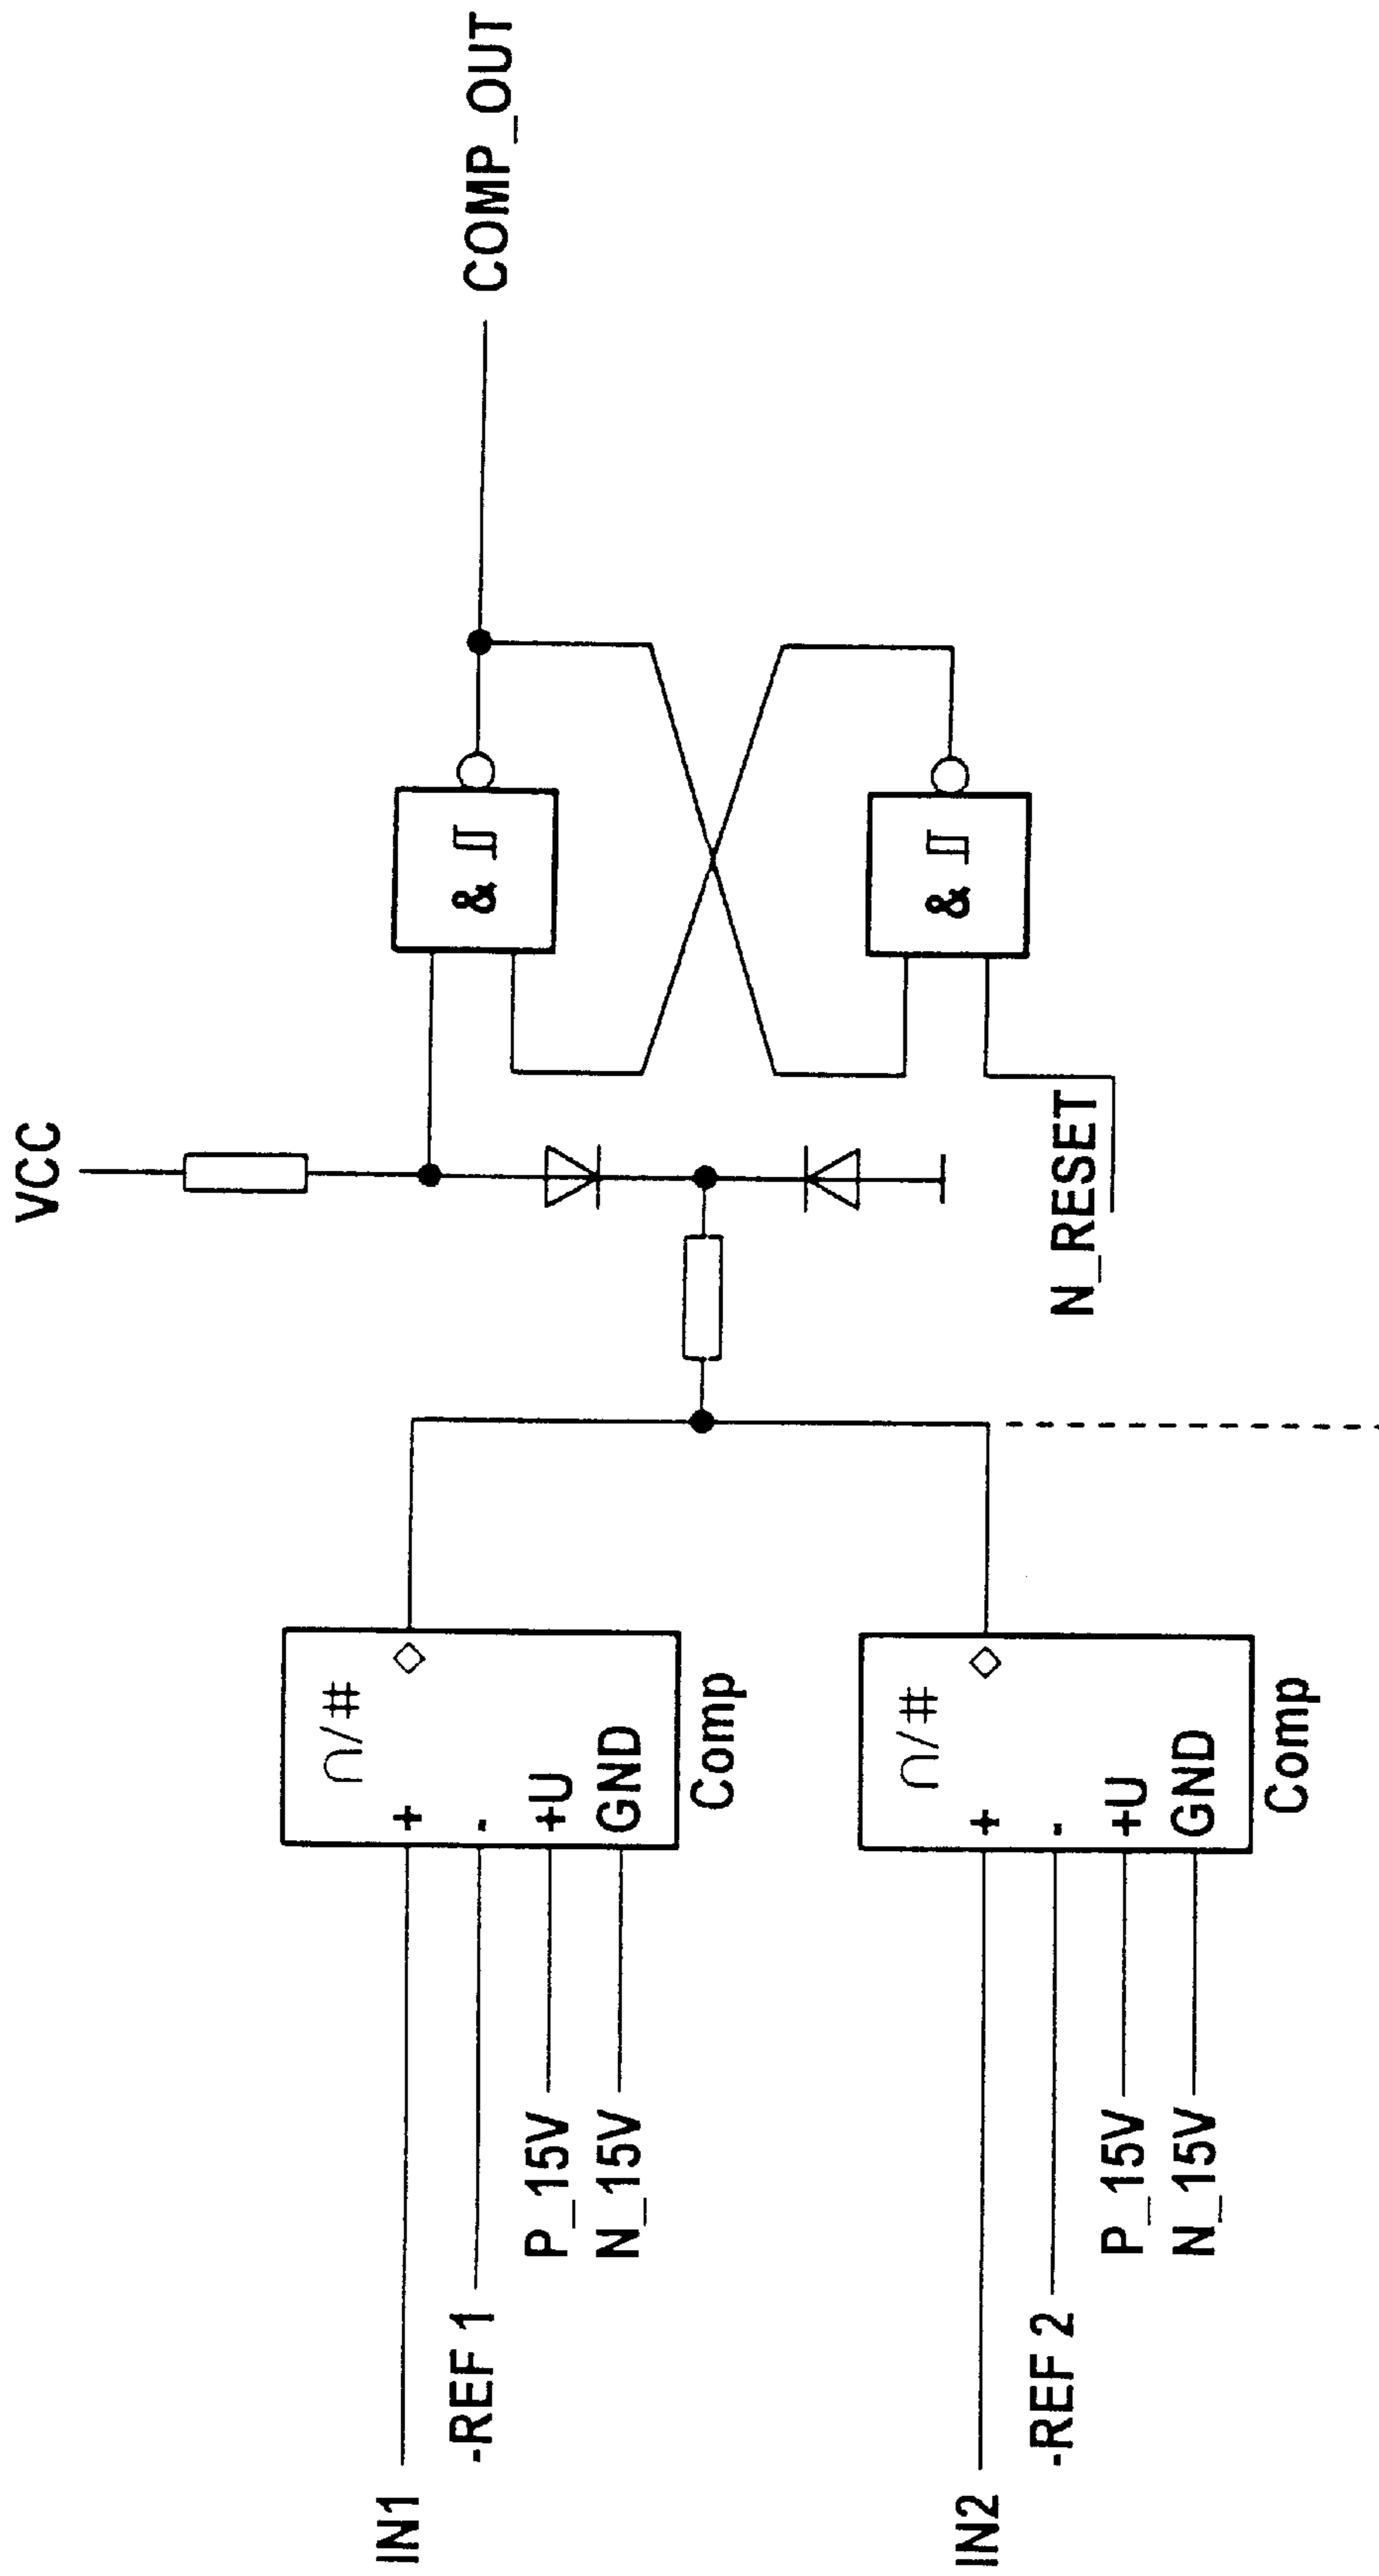 VCC
COMP_OUT
&
&
N_RESET
IN1
-REF 1
P_15V
N_15V
∩/#
+
-
+U
GND
Comp
IN2
-REF 2
P_15V
N_15V
∩/#
+
-
+U
GND
Comp